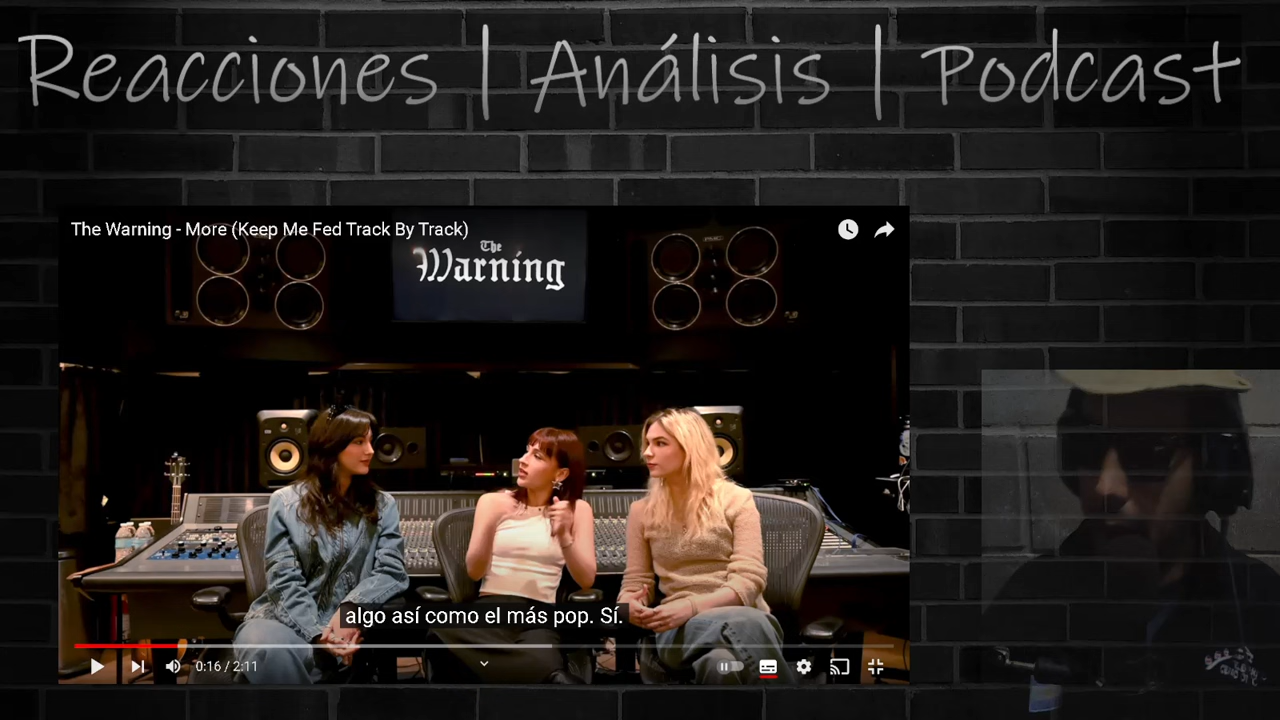 Reacciones | Análisis | Podcast
The Warning - More (Keep Me Fed Track By Track)
The
Warning
algo así como el más pop. Sí.
0:16 / 2:11